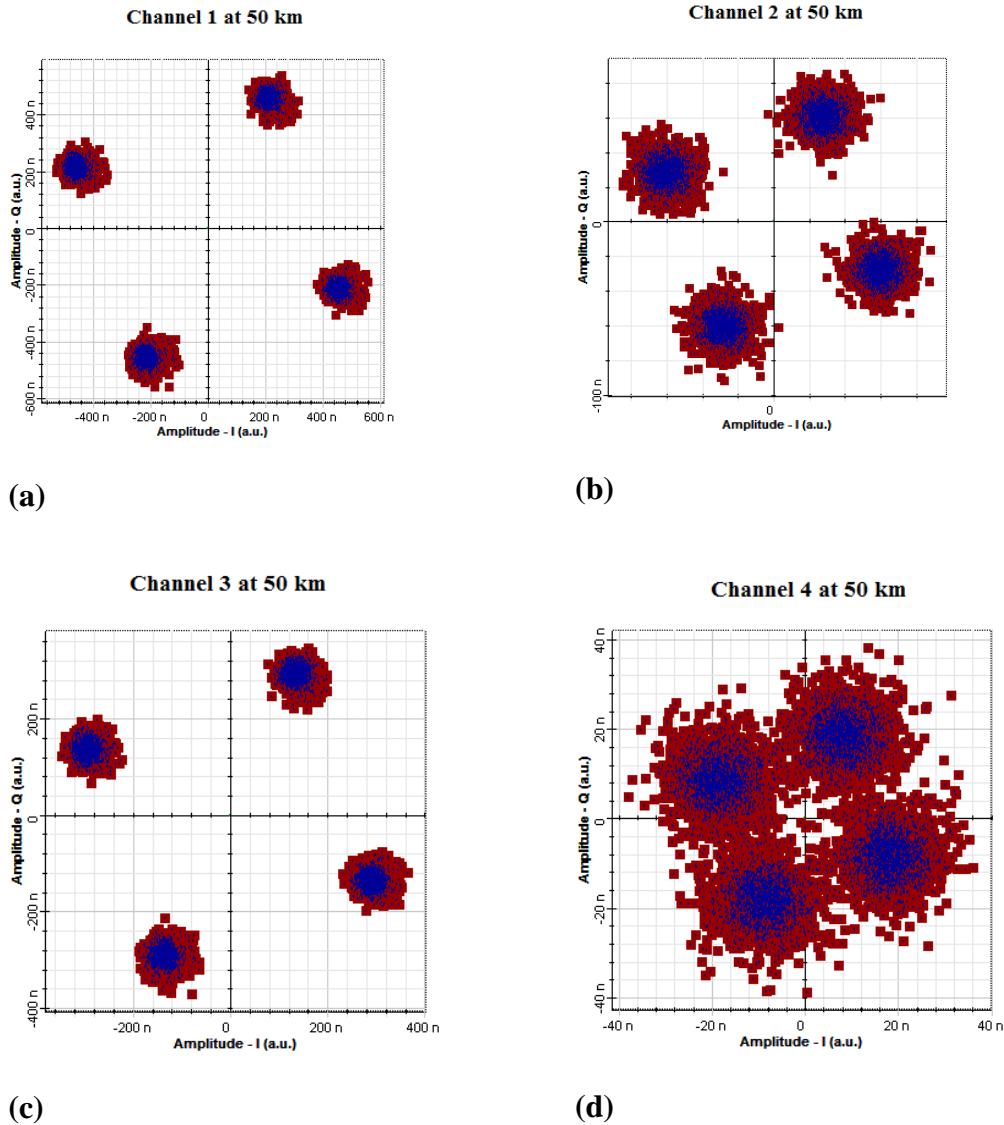 Channel 1 at 50 km
Amplitude - Q (a.u.)
400 n
200 n
0
-200 n
-400 n
-600 n
-400 n
-200 n
0
200 n
400 n
600 n
Amplitude - I (a.u.)
(a)
Channel 2 at 50 km
Amplitude - Q (a.u.)
0
-100 n
0
Amplitude - I (a.u.)
(b)
Channel 3 at 50 km
Amplitude - Q (a.u.)
200 n
0
-200 n
-400 n
-200 n
0
200 n
400 n
Amplitude - I (a.u.)
(c)
Channel 4 at 50 km
Amplitude - Q (a.u.)
40 n
20 n
0
-20 n
-40 n
-40 n
-20 n
0
20 n
40 n
Amplitude - I (a.u.)
(d)